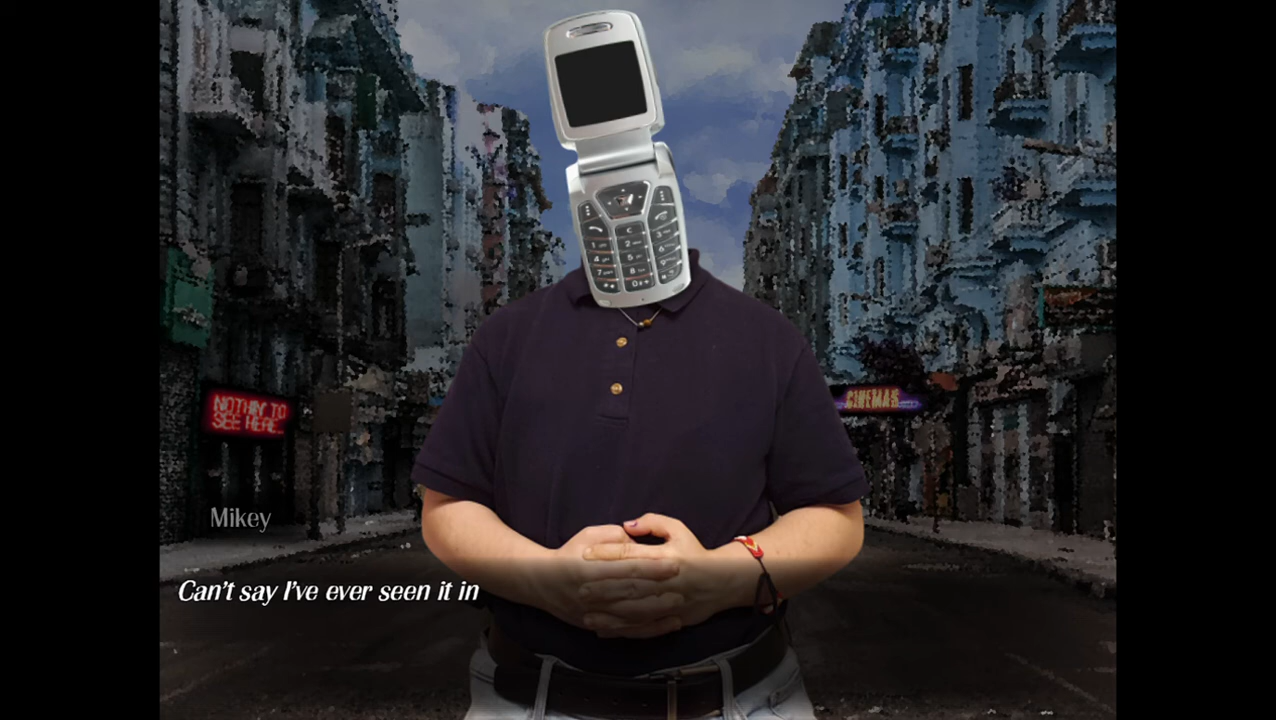 NOTHIN TO
SEE HERE..
CINEMAS
Mikey
Can't say I've ever seen it in